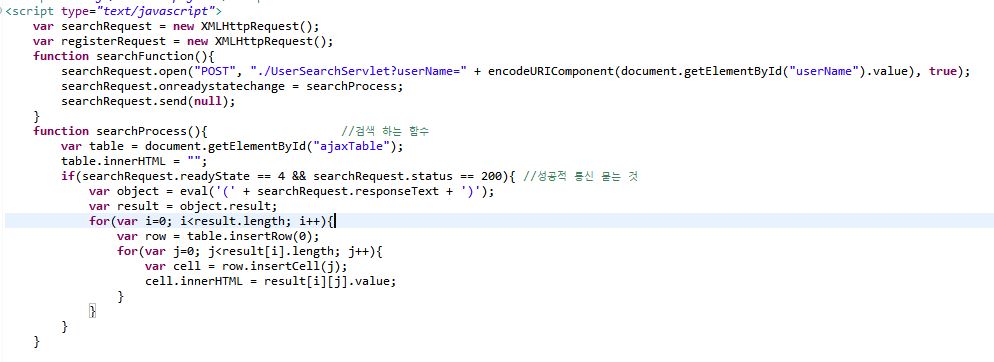 <script type="text/javascript">
    var searchRequest = new XMLHttpRequest();
    var registerRequest = new XMLHttpRequest();
    function searchFunction(){
        searchRequest.open("POST", "./UserSearchServlet?userName=" + encodeURIComponent(document.getElementById("userName").value), true);
        searchRequest.onreadystatechange = searchProcess;
        searchRequest.send(null);
    }
    function searchProcess(){                   //검색 하는 함수
        var table = document.getElementById("ajaxTable");
        table.innerHTML = "";
        if(searchRequest.readyState == 4 && searchRequest.status == 200){ //성공적 통신 묻는 것
            var object = eval('(' + searchRequest.responseText + ')');
            var result = object.result;
            for(var i=0; i<result.length; i++){
                var row = table.insertRow(0);
                for(var j=0; j<result[i].length; j++){
                    var cell = row.insertCell(j);
                    cell.innerHTML = result[i][j].value;
                }
            }
        }
    }